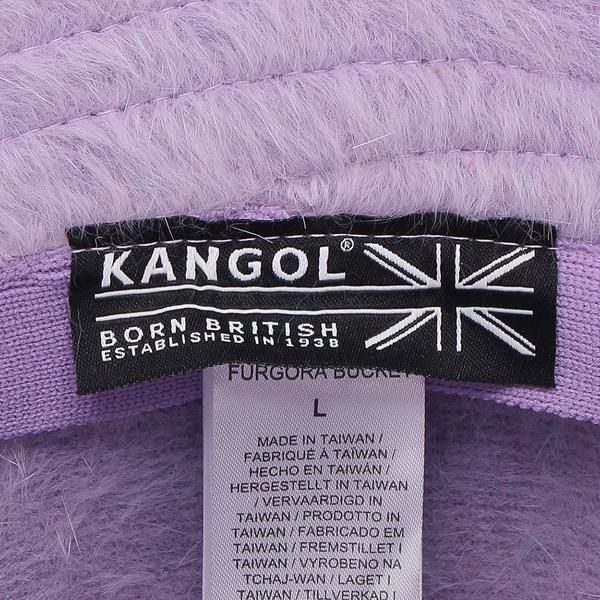 KANGOL®
BORN BRITISH
ESTABLISHED IN 1938
FURGORA BUCKET
L
MADE IN TAIWAN /
FABRIQUÉ À TAÏWAN /
HECHO EN TAIWÁN /
HERGESTELLT IN TAIWAN
/ VERVAARDIGD IN
TAIWAN / PRODOTTO IN
TAIWAN / FABRICADO EM
TAIWAN / FREMSTILLET I
TAIWAN / VYROBENO NA
TCHAJ-WAN / LAGET I
TAIWAN / TILLVERKAD I